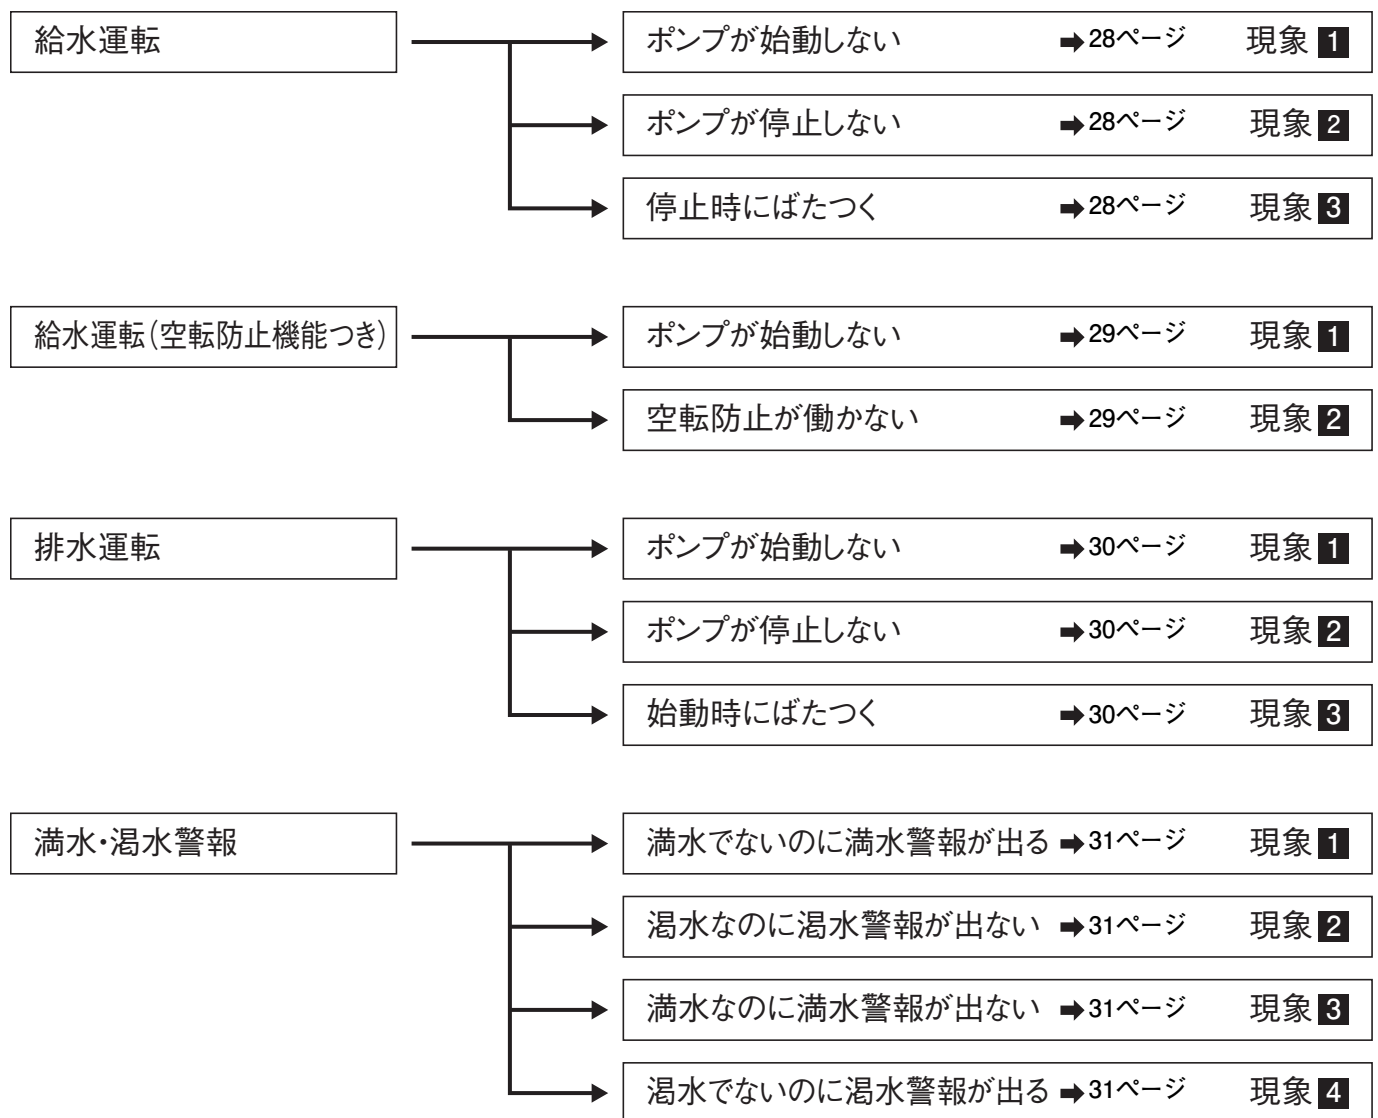 給水運転
ポンプが始動しない ➡28ページ 現象 1
ポンプが停止しない ➡28ページ 現象 2
停止時にばたつく ➡28ページ 現象 3
給水運転（空転防止機能つき）
ポンプが始動しない ➡29ページ 現象 1
空転防止が働かない ➡29ページ 現象 2
排水運転
ポンプが始動しない ➡30ページ 現象 1
ポンプが停止しない ➡30ページ 現象 2
始動時にばたつく ➡30ページ 現象 3
満水・渇水警報
満水でないのに満水警報が出る ➡31ページ 現象 1
渇水なのに渇水警報が出ない ➡31ページ 現象 2
満水なのに満水警報が出ない ➡31ページ 現象 3
渇水でないのに渇水警報が出る ➡31ページ 現象 4